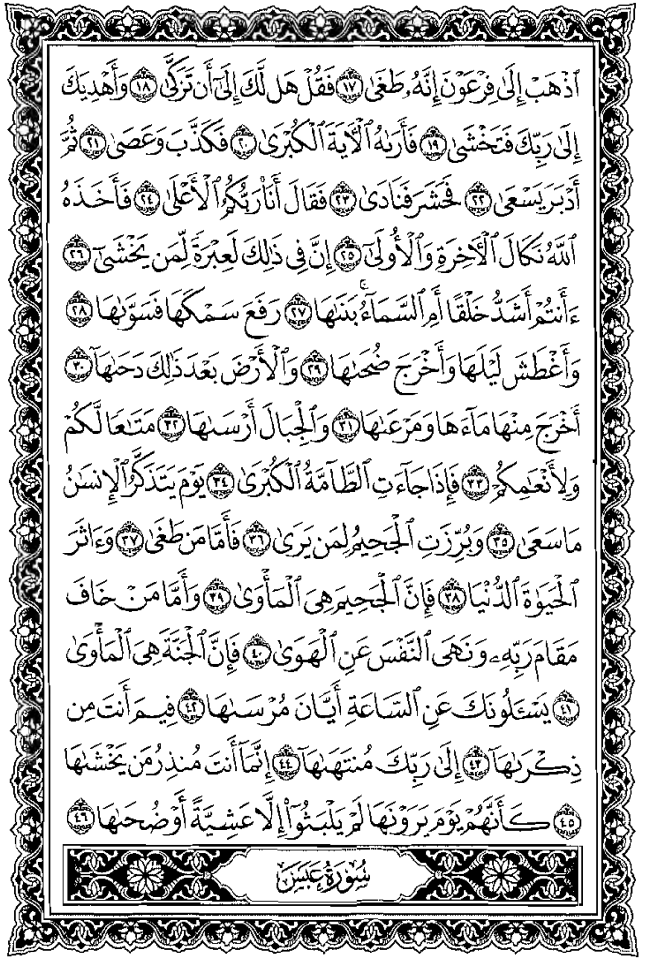 ٱذۡهَبۡ إِلَىٰ فِرۡعَوۡنَ إِنَّهُۥ طَغَىٰ ١٧ فَقُلۡ هَل لَّكَ إِلَىٰٓ أَن تَزَكَّىٰ ١٨ وَأَهۡدِيَكَ
إِلَىٰ رَبِّكَ فَتَخۡشَىٰ ١٩ فَأَرَىٰهُ ٱلۡأٓيَةَ ٱلۡكُبۡرَىٰ ٢٠ فَكَذَّبَ وَعَصَىٰ ٢١ ثُمَّ
أَدۡبَرَ يَسۡعَىٰ ٢٢ فَحَشَرَ فَنَادَىٰ ٢٣ فَقَالَ أَنَا۠ رَبُّكُمُ ٱلۡأَعۡلَىٰ ٢٤ فَأَخَذَهُ
ٱللَّهُ نَكَالَ ٱلۡأٓخِرَةِ وَٱلۡأُولَىٰٓ ٢٥ إِنَّ فِي ذَٰلِكَ لَعِبۡرَةٗ لِّمَن يَخۡشَىٰٓ ٢٦
ءَأَنتُمۡ أَشَدُّ خَلۡقًا أَمِ ٱلسَّمَآءُۚ بَنَىٰهَا ٢٧ رَفَعَ سَمۡكَهَا فَسَوَّىٰهَا ٢٨
وَأَغۡطَشَ لَيۡلَهَا وَأَخۡرَجَ ضُحَىٰهَا ٢٩ وَٱلۡأَرۡضَ بَعۡدَ ذَٰلِكَ دَحَىٰهَآ ٣٠
أَخۡرَجَ مِنۡهَا مَآءَهَا وَمَرۡعَىٰهَا ٣١ وَٱلۡجِبَالَ أَرۡسَىٰهَا ٣٢ مَتَٰعٗا لَّكُمۡ
وَلِأَنۡعَٰمِكُمۡ ٣٣ فَإِذَا جَآءَتِ ٱلطَّآمَّةُ ٱلۡكُبۡرَىٰ ٣٤ يَوۡمَ يَتَذَكَّرُ ٱلۡإِنسَٰنُ
مَا سَعَىٰ ٣٥ وَبُرِّزَتِ ٱلۡجَحِيمُ لِمَن يَرَىٰ ٣٦ فَأَمَّا مَن طَغَىٰ ٣٧ وَءَاثَرَ
ٱلۡحَيَوٰةَ ٱلدُّنۡيَا ٣٨ فَإِنَّ ٱلۡجَحِيمَ هِيَ ٱلۡمَأۡوَىٰ ٣٩ وَأَمَّا مَنۡ خَافَ
مَقَامَ رَبِّهِۦ وَنَهَى ٱلنَّفۡسَ عَنِ ٱلۡهَوَىٰ ٤٠ فَإِنَّ ٱلۡجَنَّةَ هِيَ ٱلۡمَأۡوَىٰ
٤١ يَسۡـَٔلُونَكَ عَنِ ٱلسَّاعَةِ أَيَّانَ مُرۡسَىٰهَا ٤٢ فِيمَ أَنتَ مِن
ذِكۡرَىٰهَآ ٤٣ إِلَىٰ رَبِّكَ مُنتَهَىٰهَآ ٤٤ إِنَّمَآ أَنتَ مُنذِرُ مَن يَخۡشَىٰهَا
٤٥ كَأَنَّهُمۡ يَوۡمَ يَرَوۡنَهَا لَمۡ يَلۡبَثُوٓاْ إِلَّا عَشِيَّةً أَوۡ ضُحَىٰهَا ٤٦
سُورَةُ عَبَسَ